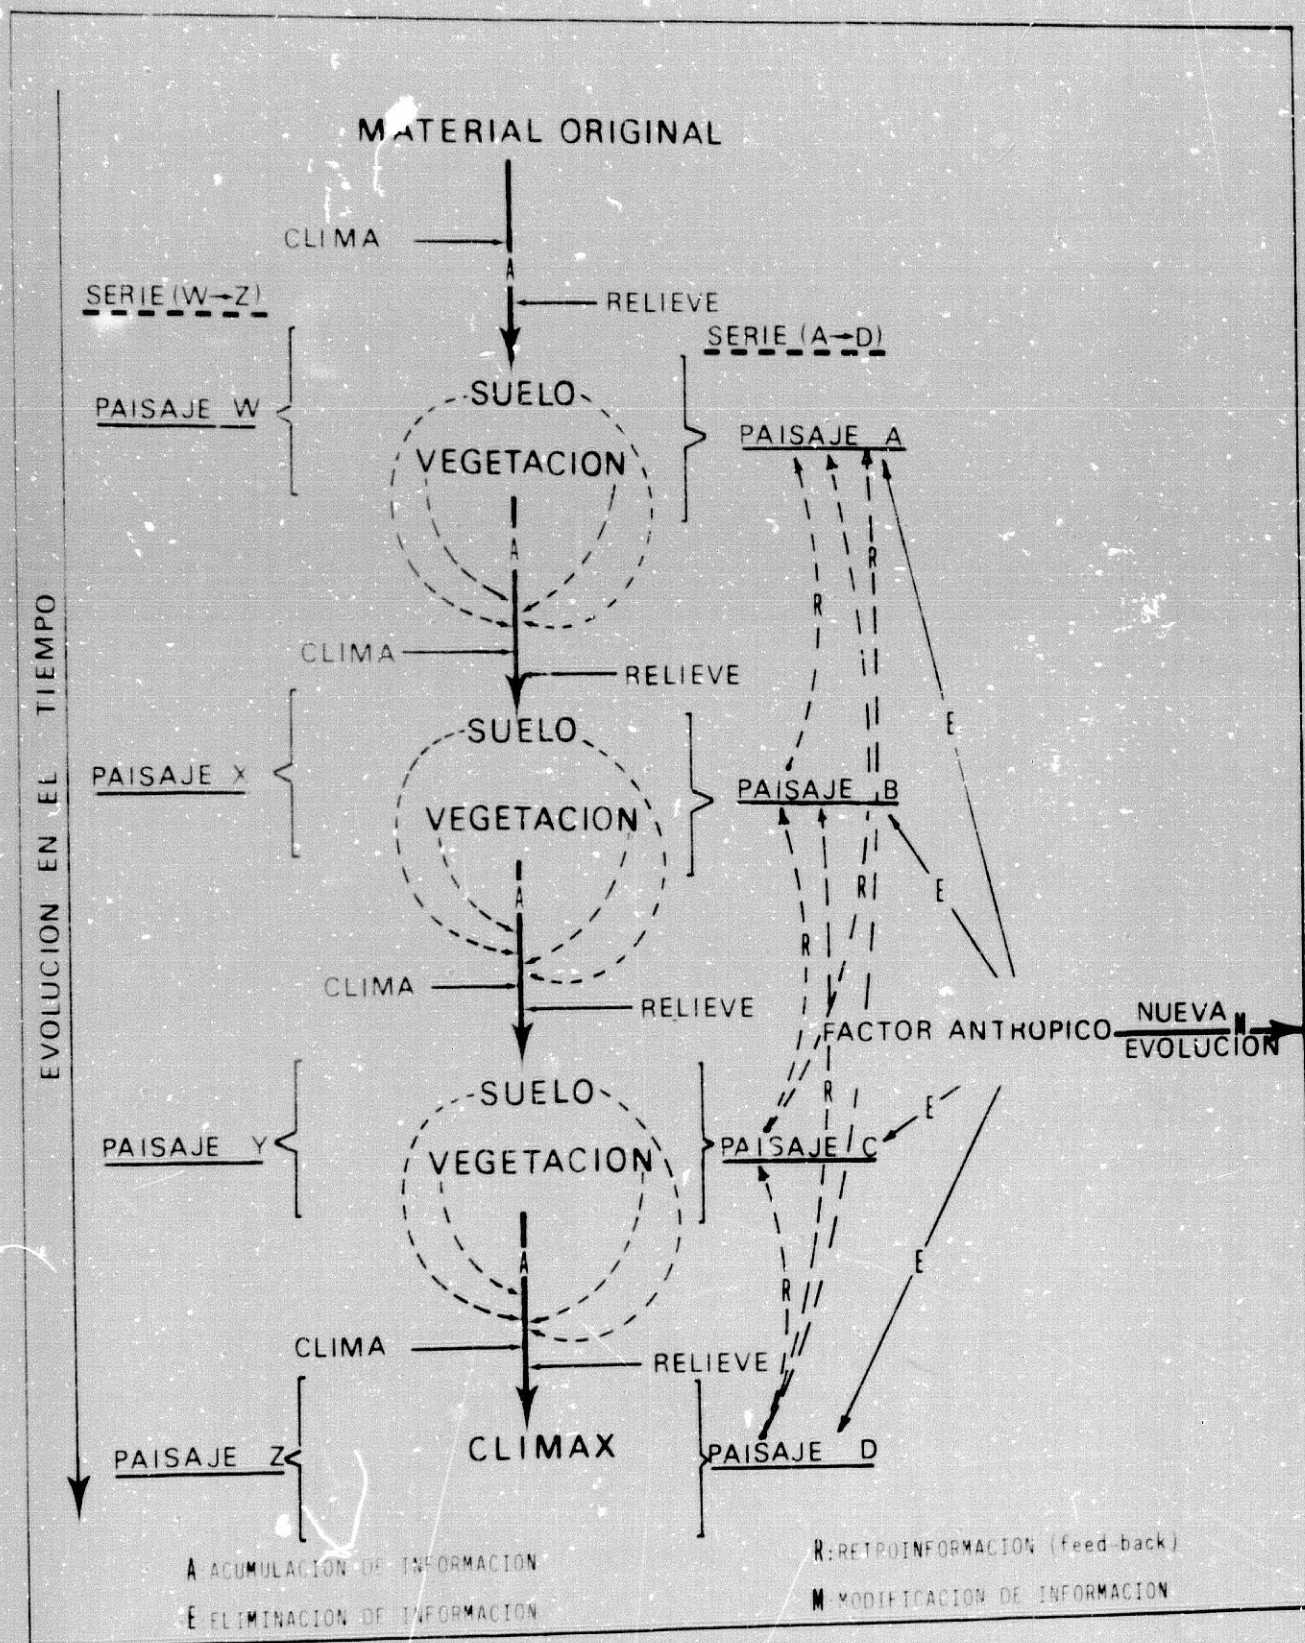 MATERIAL ORIGINAL
CLIMA
A
SERIE (W→Z)
RELIEVE
SERIE (A→D)
SUELO
PAISAJE W
PAISAJE A
VEGETACION
A
R
R
CLIMA
RELIEVE
E
SUELO
PAISAJE X
PAISAJE B
VEGETACION
A
R
E
R
CLIMA
RELIEVE
FACTOR ANTROPICO
NUEVA
M
EVOLUCION
SUELO
R
E
PAISAJE Y
PAISAJE C
VEGETACION
A
E
R
CLIMA
RELIEVE
PAISAJE Z
CLIMAX
PAISAJE D
EVOLUCION EN EL TIEMPO
A: ACUMULACION DE INFORMACION
E: ELIMINACION DE INFORMACION
R: RETPOINFORMACION (feed-back)
M: MODIFICACION DE INFORMACION